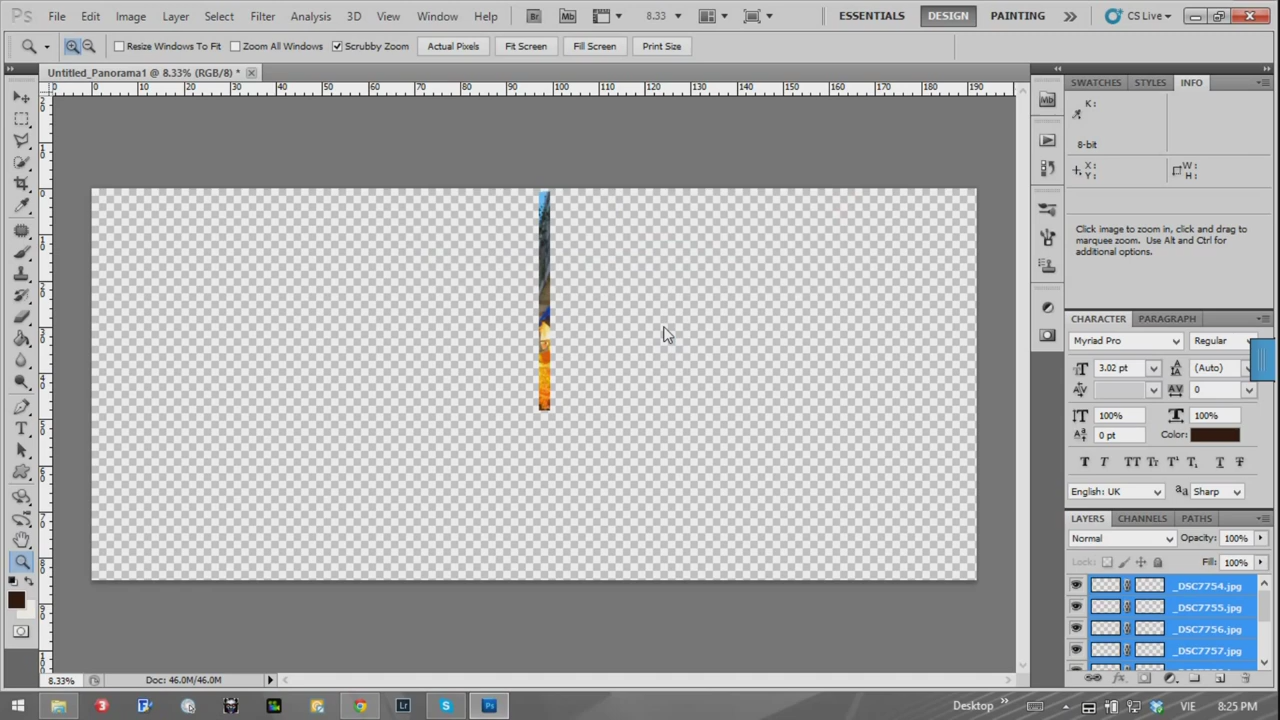 Ps File Edit Image Layer Select Filter Analysis 3D View Window Help Br Mb 8.33 ESSENTIALS DESIGN PAINTING CS Live
Resize Windows To Fit Zoom All Windows Scrubby Zoom Actual Pixels Fit Screen Fill Screen Print Size
Untitled_Panorama1 @ 8.33% (RGB/8) *
0 10 20 30 40 50 60 70 80 90 100 110 120 130 140 150 160 170 180 190
SWATCHES STYLES INFO
Mb
K:
8-bit
X: W:
Y: H:
Click image to zoom in, click and drag to
marquee zoom. Use Alt and Ctrl for
additional options.
CHARACTER PARAGRAPH
Myriad Pro Regular
3.02 pt (Auto)
0
100% 100%
0 pt Color:
T T TT Tr T¹ T₁ T T
English: UK aa Sharp
LAYERS CHANNELS PATHS
Normal Opacity: 100%
Lock: Fill: 100%
_DSC7754.jpg
_DSC7755.jpg
_DSC7756.jpg
_DSC7757.jpg
8.33% Doc: 46.0M/46.0M
Desktop VIE 8:25 PM